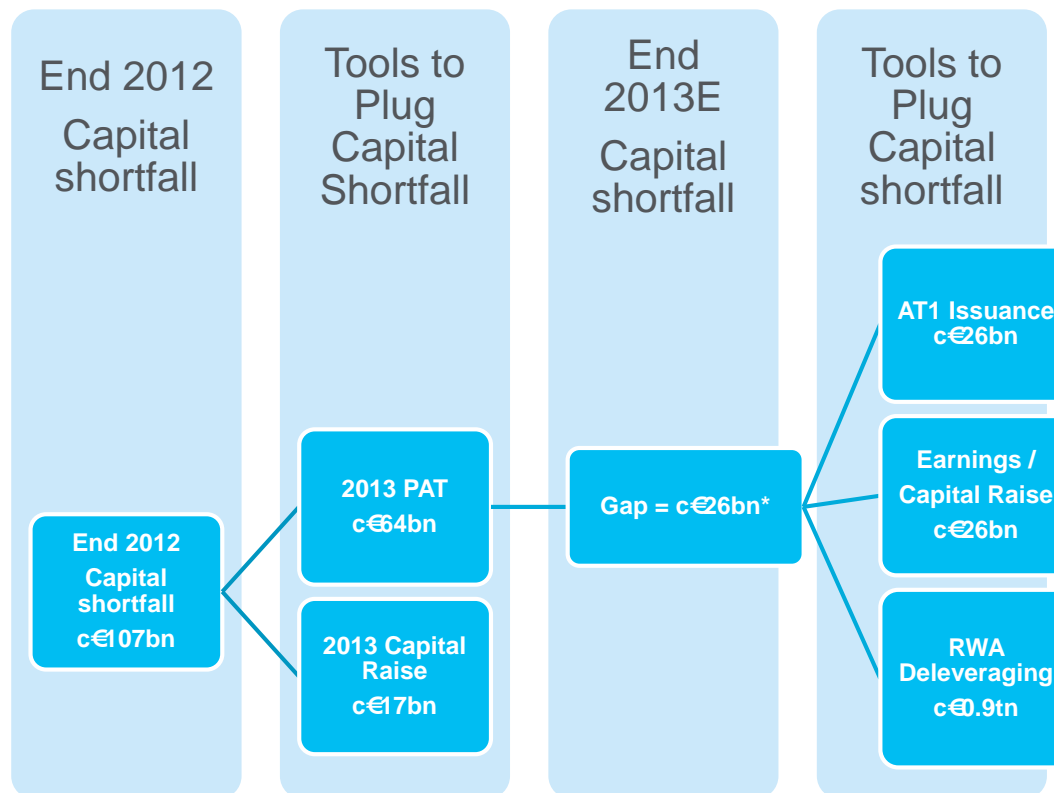 End 2012
Capital
shortfall
Tools to
Plug
Capital
Shortfall
End
2013E
Capital
shortfall
Tools to
Plug
Capital
shortfall
End 2012
Capital
shortfall
c€107bn
2013 PAT
c€64bn
2013 Capital
Raise
c€17bn
Gap = c€26bn*
AT1 Issuance
c€26bn
Earnings /
Capital Raise
c€26bn
RWA
Deleveraging
c€0.9tn